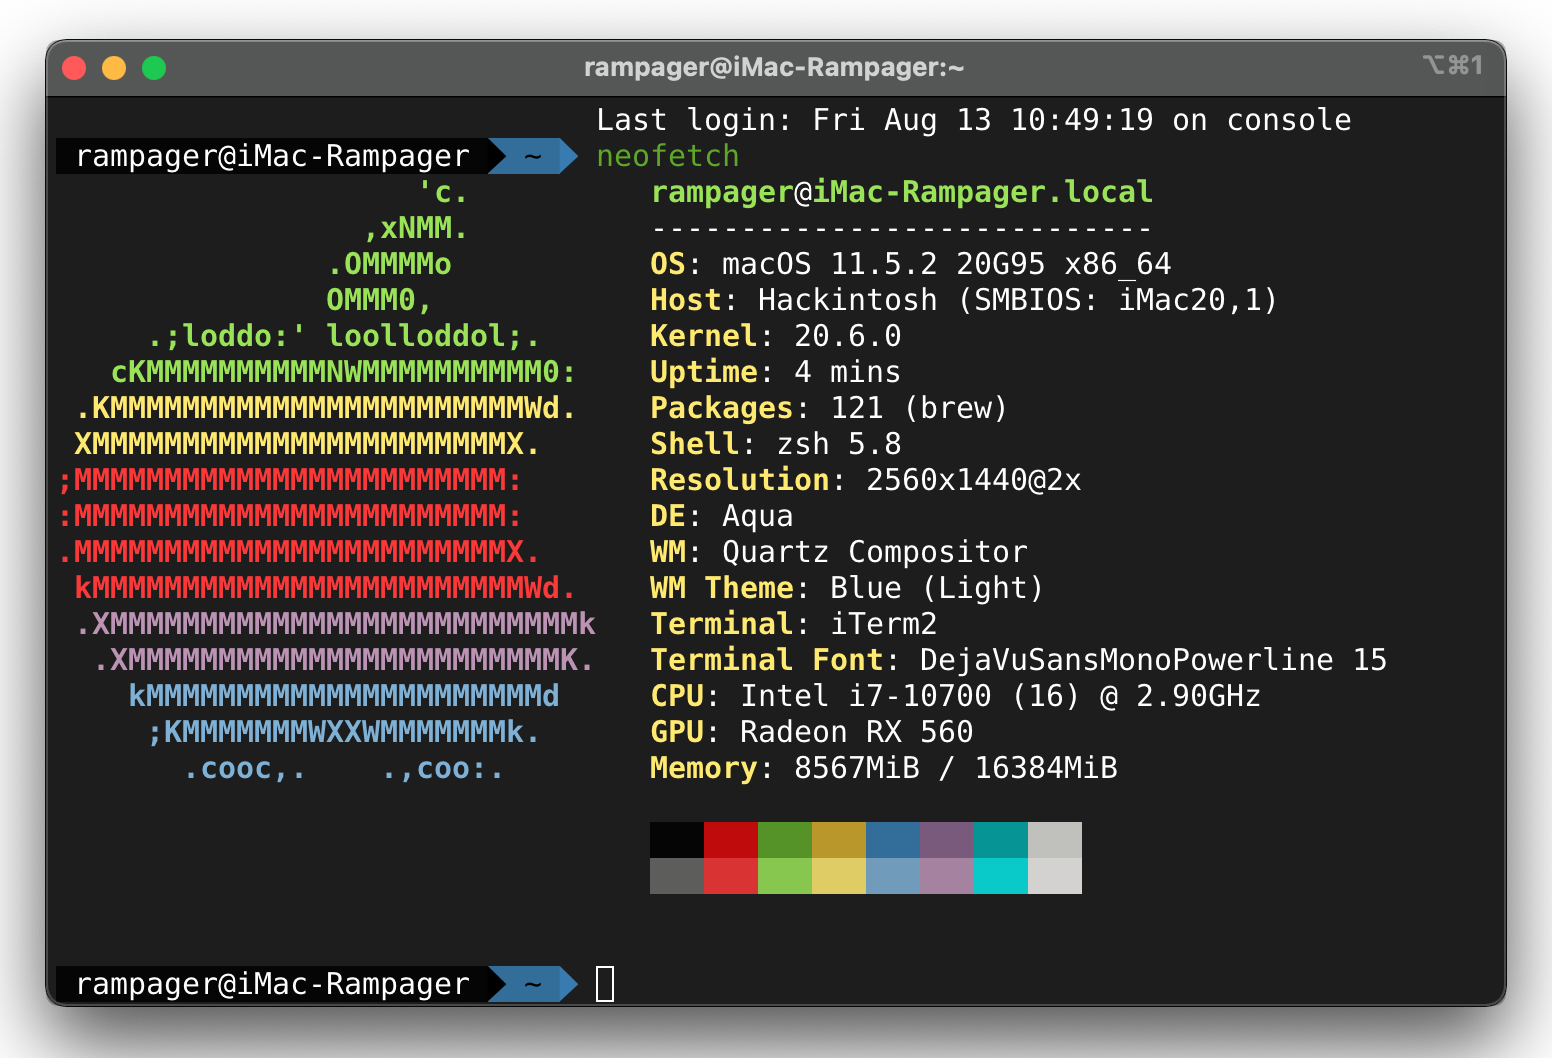 rampager@iMac-Rampager:~
⌥⌘1
Last login: Fri Aug 13 10:49:19 on console
rampager@iMac-Rampager ~ neofetch
                    'c.          rampager@iMac-Rampager.local
                 ,xNMM.          ----------------------------
               .OMMMMo           OS: macOS 11.5.2 20G95 x86_64
               OMMM0,            Host: Hackintosh (SMBIOS: iMac20,1)
     .;loddo:' loolloddol;.      Kernel: 20.6.0
   cKMMMMMMMMMMNWMMMMMMMMMM0:    Uptime: 4 mins
 .KMMMMMMMMMMMMMMMMMMMMMMMWd.    Packages: 121 (brew)
 XMMMMMMMMMMMMMMMMMMMMMMMX.      Shell: zsh 5.8
;MMMMMMMMMMMMMMMMMMMMMMMM:       Resolution: 2560x1440@2x
:MMMMMMMMMMMMMMMMMMMMMMMM:       DE: Aqua
.MMMMMMMMMMMMMMMMMMMMMMMMX.      WM: Quartz Compositor
 kMMMMMMMMMMMMMMMMMMMMMMMMWd.    WM Theme: Blue (Light)
 .XMMMMMMMMMMMMMMMMMMMMMMMMMMk   Terminal: iTerm2
  .XMMMMMMMMMMMMMMMMMMMMMMMMK.   Terminal Font: DejaVuSansMonoPowerline 15
    kMMMMMMMMMMMMMMMMMMMMMMd     CPU: Intel i7-10700 (16) @ 2.90GHz
     ;KMMMMMMMWXXWMMMMMMMk.      GPU: Radeon RX 560
       .cooc,.    .,coo:.        Memory: 8567MiB / 16384MiB
rampager@iMac-Rampager ~